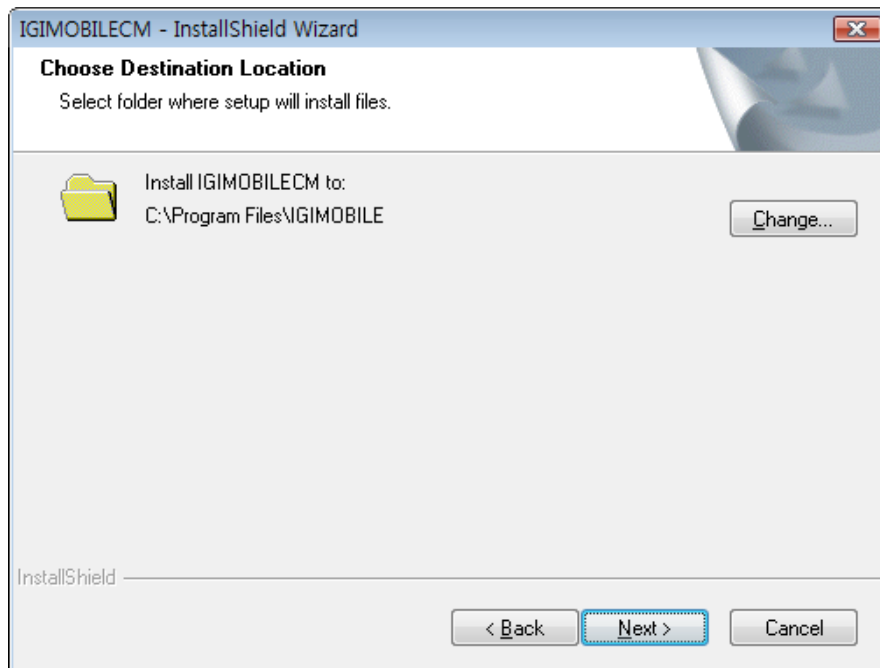 IGIMOBILECM - InstallShield Wizard
Choose Destination Location
Select folder where setup will install files.
Install IGIMOBILECM to:
C:\Program Files\IGIMOBILE
Change...
InstallShield
< Back
Next >
Cancel